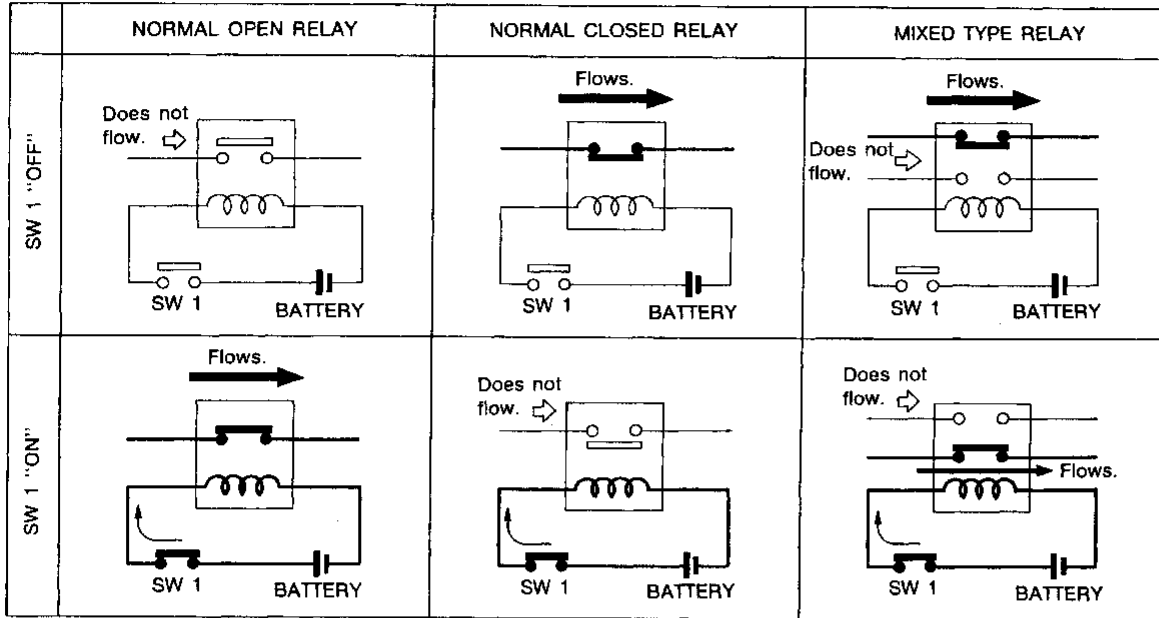 NORMAL OPEN RELAY
NORMAL CLOSED RELAY
MIXED TYPE RELAY
SW 1 "OFF"
Does not
flow.
SW 1
BATTERY
Flows.
SW 1
BATTERY
Flows.
Does not
flow.
SW 1
BATTERY
SW 1 "ON"
Flows.
SW 1
BATTERY
Does not
flow.
SW 1
BATTERY
Does not
flow.
Flows.
SW 1
BATTERY